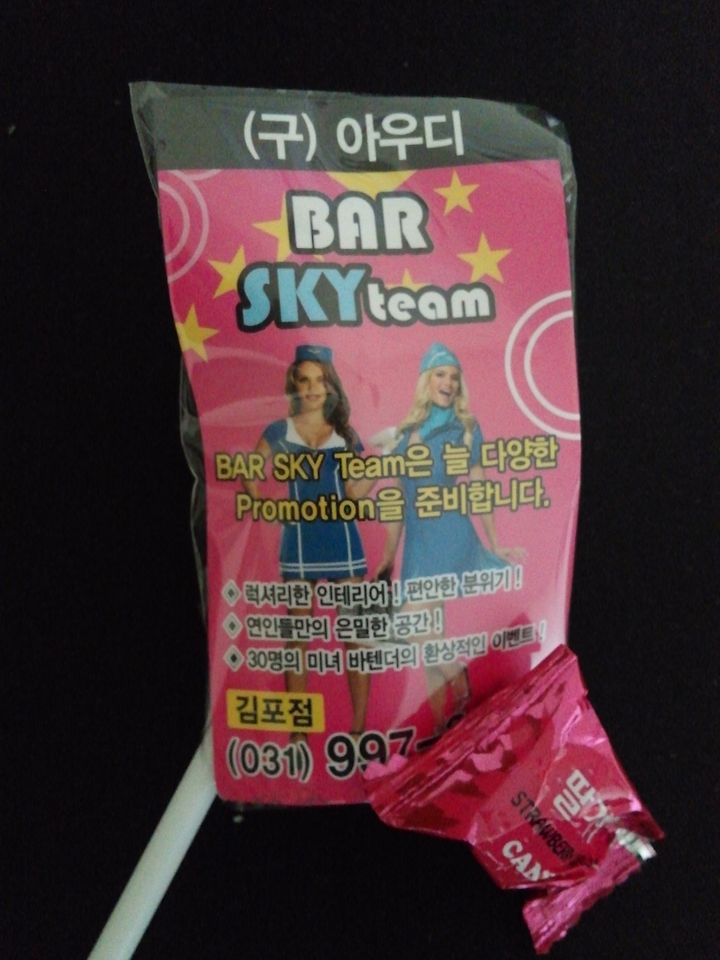 (구) 아우디
BAR
SKY team
BAR SKY Team은 늘 다양한
Promotion을 준비합니다.
◈ 럭셔리한 인테리어! 편안한 분위기!
◈ 연인들만의 은밀한 공간!
◈ 30명의 미녀 바텐더의 환상적인 이벤트!
김포점
(031) 997-